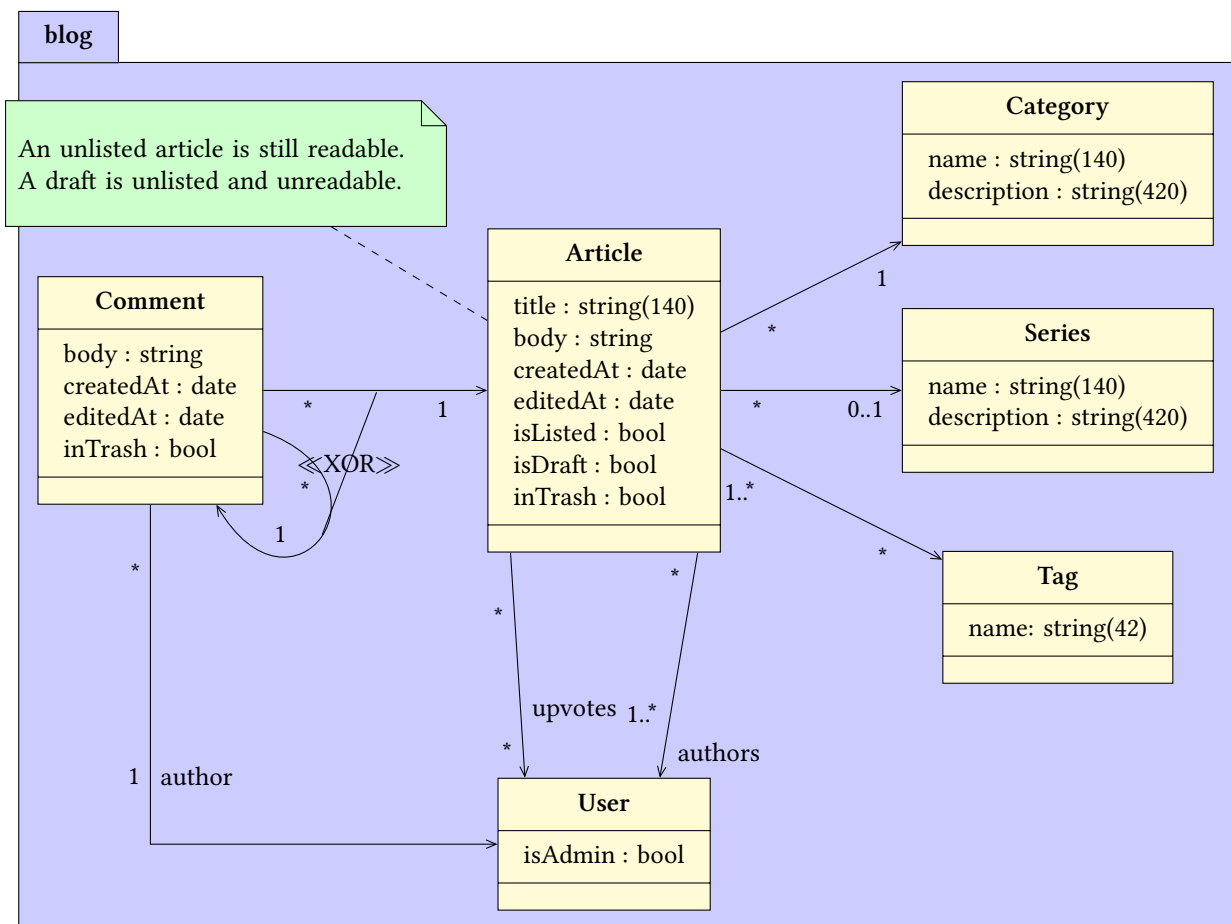 blog
An unlisted article is still readable.
A draft is unlisted and unreadable.
Category
name : string(140)
description : string(420)
Article
title : string(140)
body : string
createdAt : date
editedAt : date
isListed : bool
isDraft : bool
inTrash : bool
Comment
body : string
createdAt : date
editedAt : date
inTrash : bool
1
*
Series
name : string(140)
description : string(420)
*
1
*
0..1
≪XOR≫
*
1
1..*
*
Tag
name: string(42)
*
*
*
upvotes
1..*
*
authors
1
author
User
isAdmin : bool